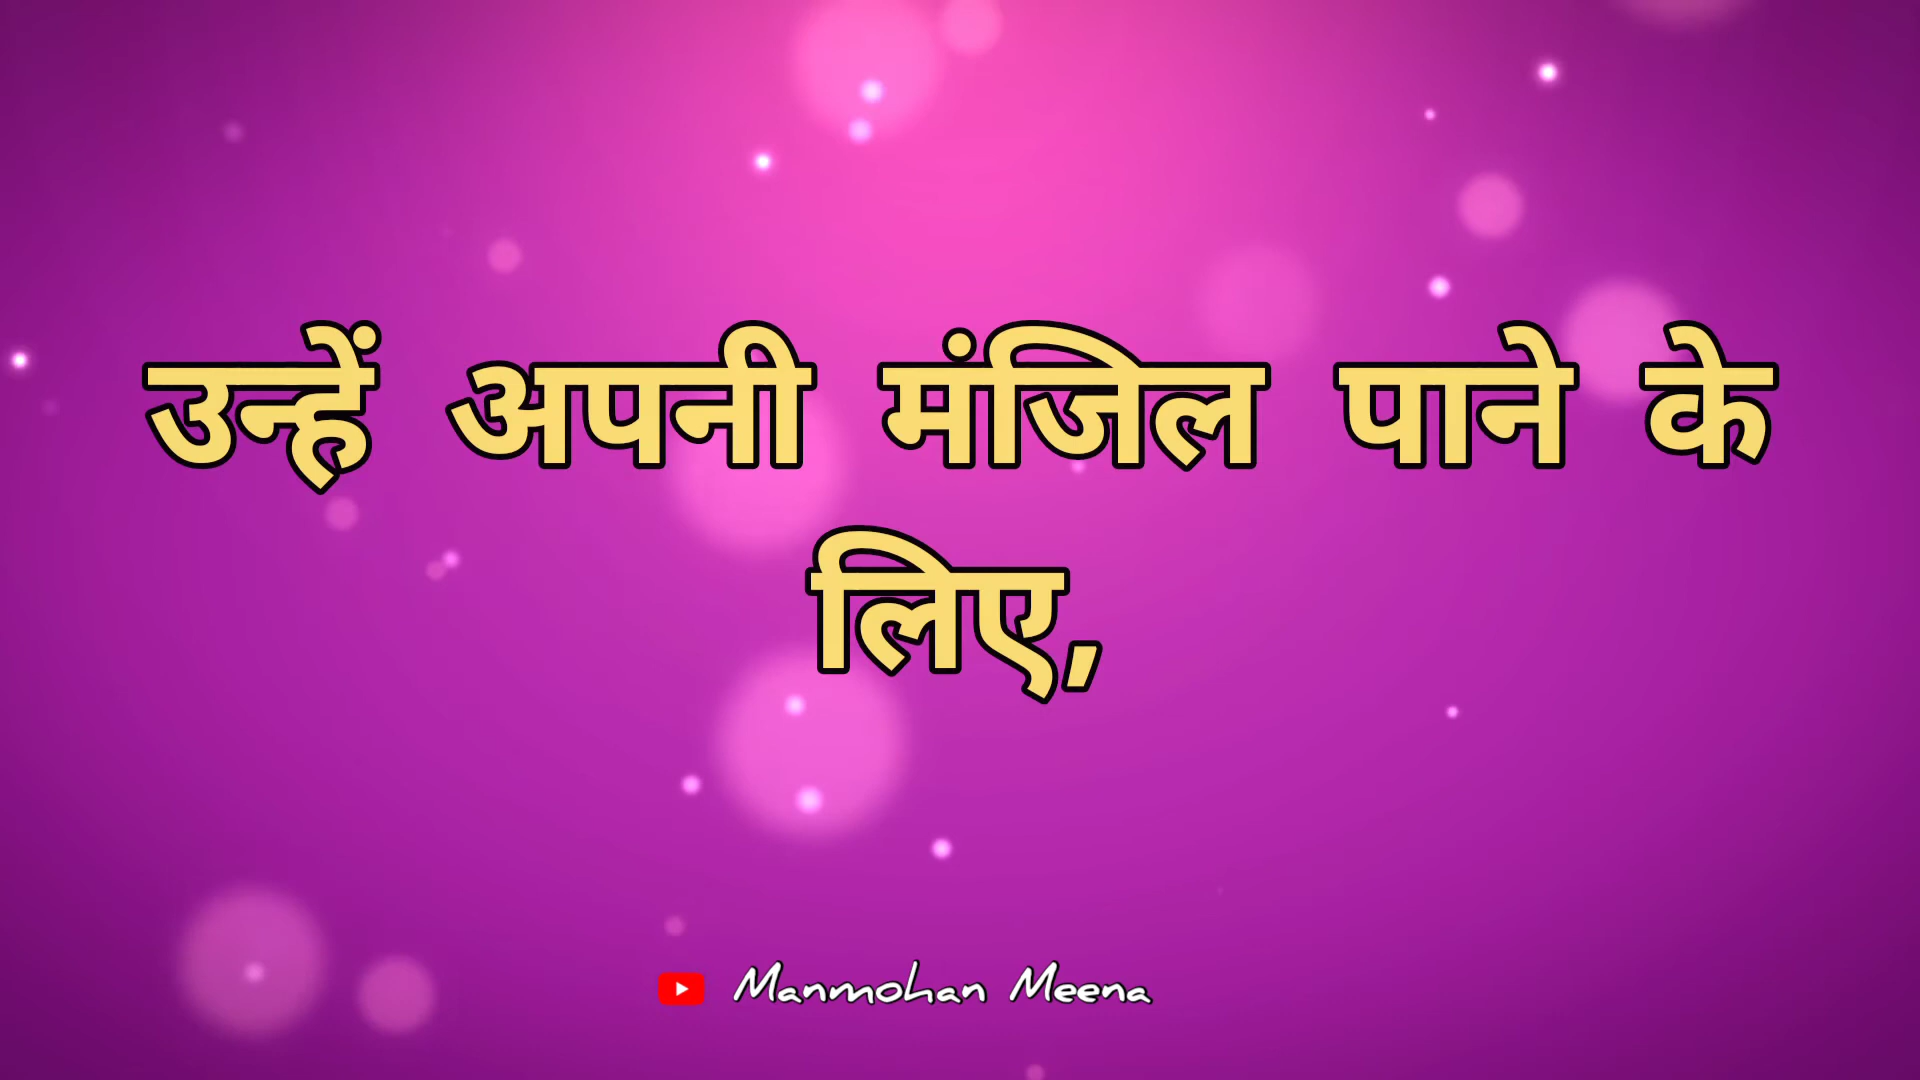 उन्हें अपनी मंजिल पाने के
लिए,
Manmohan Meena